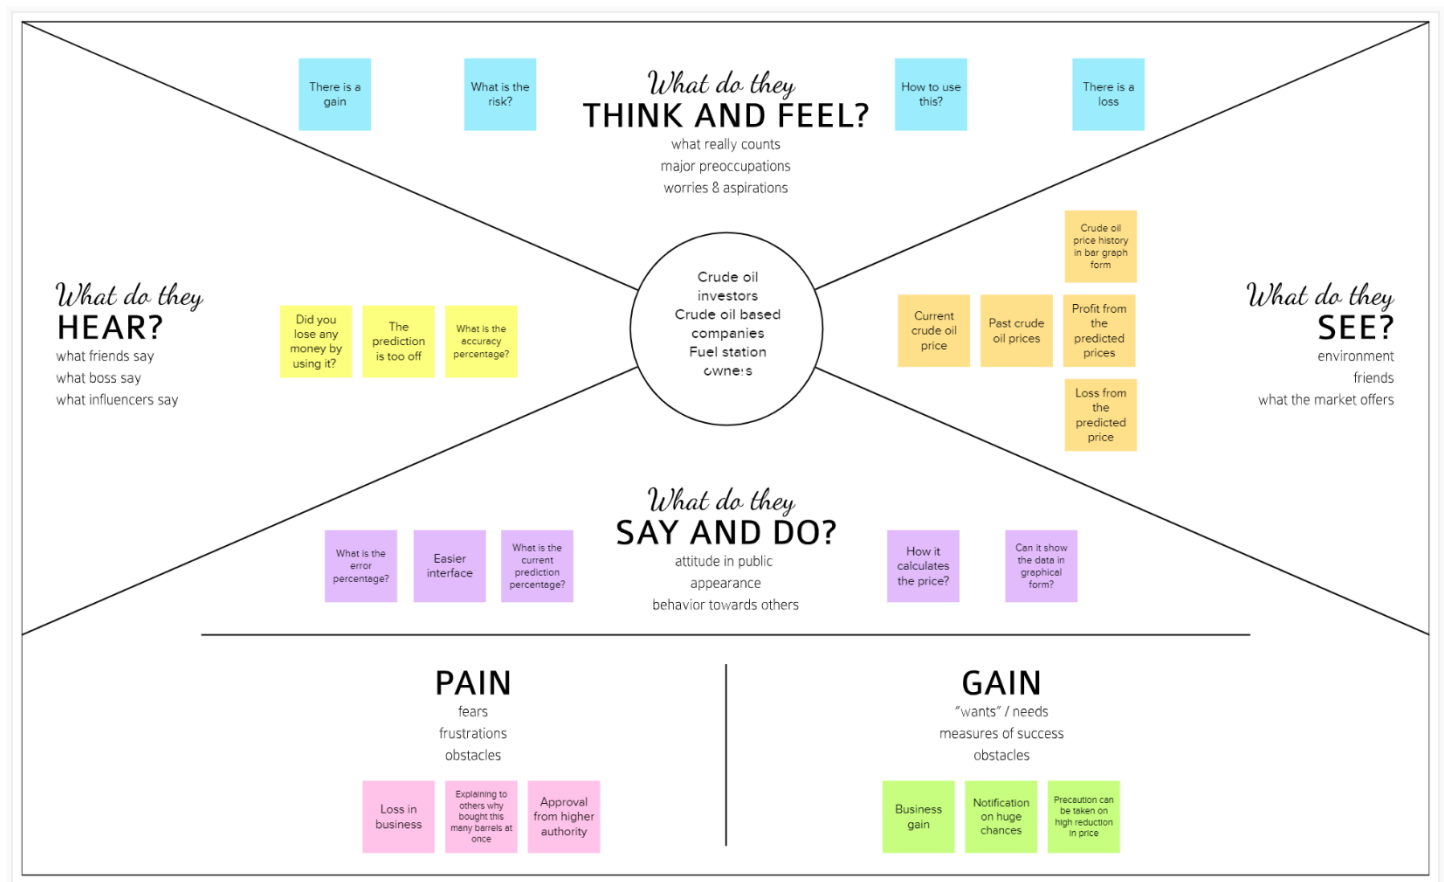 There is a
gain
What is the
risk?
What do they
THINK AND FEEL?
what really counts
major preoccupations
worries & aspirations
How to use
this?
There is a
loss
What do they
HEAR?
what friends say
what boss say
what influencers say
Did you
lose any
money by
using it?
The
prediction
is too off
What is the
accuracy
percentage?
Crude oil
investors
Crude oil based
companies
Fuel station
owners
Crude oil
price history
in bar graph
form
Current
crude oil
price
Past crude
oil prices
Profit from
the
predicted
prices
Loss from
the
predicted
price
What do they
SEE?
environment
friends
what the market offers
What do they
SAY AND DO?
attitude in public
appearance
behavior towards others
What is the
error
percentage?
Easier
interface
What is the
current
prediction
percentage?
How it
calculates
the price?
Can it show
the data in
graphical
form?
PAIN
fears
frustrations
obstacles
Loss in
business
Explaining to
others why
bought this
many barrels at
once
Approval
from higher
authority
GAIN
"wants" / needs
measures of success
obstacles
Business
gain
Notification
on huge
chances
Precaution can
be taken on
high reduction
in price